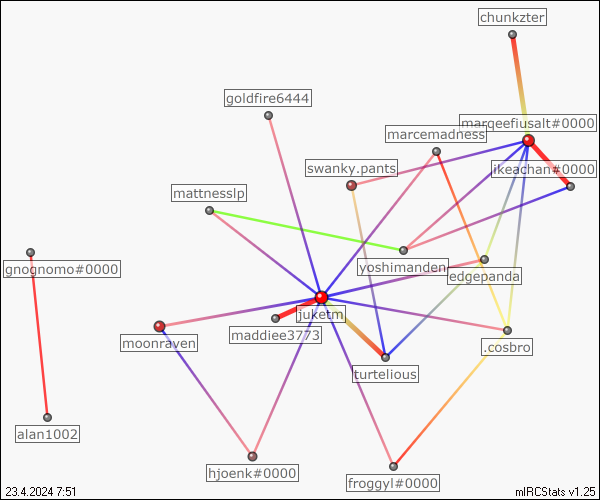 chunkzter
goldfire6444
marqeefiusalt#0000
marcemadness
swanky.pants
ikeachan#0000
mattnesslp
gnognomo#0000
yoshimanden
edgepanda
juketm
maddiee3773
moonraven
.cosbro
turtelious
alan1002
hjoenk#0000
froggyl#0000
23.4.2024 7:51
mIRCStats v1.25